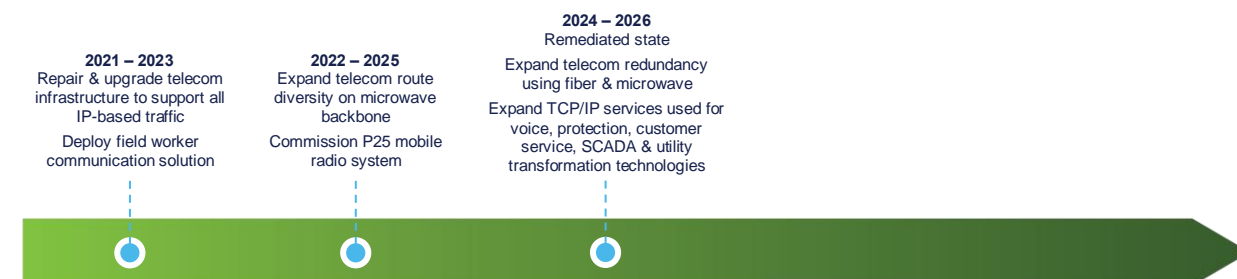 2021 – 2023
Repair & upgrade telecom
infrastructure to support all
IP-based traffic
Deploy field worker
communication solution
2022 – 2025
Expand telecom route
diversity on microwave
backbone
Commission P25 mobile
radio system
2024 – 2026
Remediated state
Expand telecom redundancy
using fiber & microwave
Expand TCP/IP services used for
voice, protection, customer
service, SCADA & utility
transformation technologies